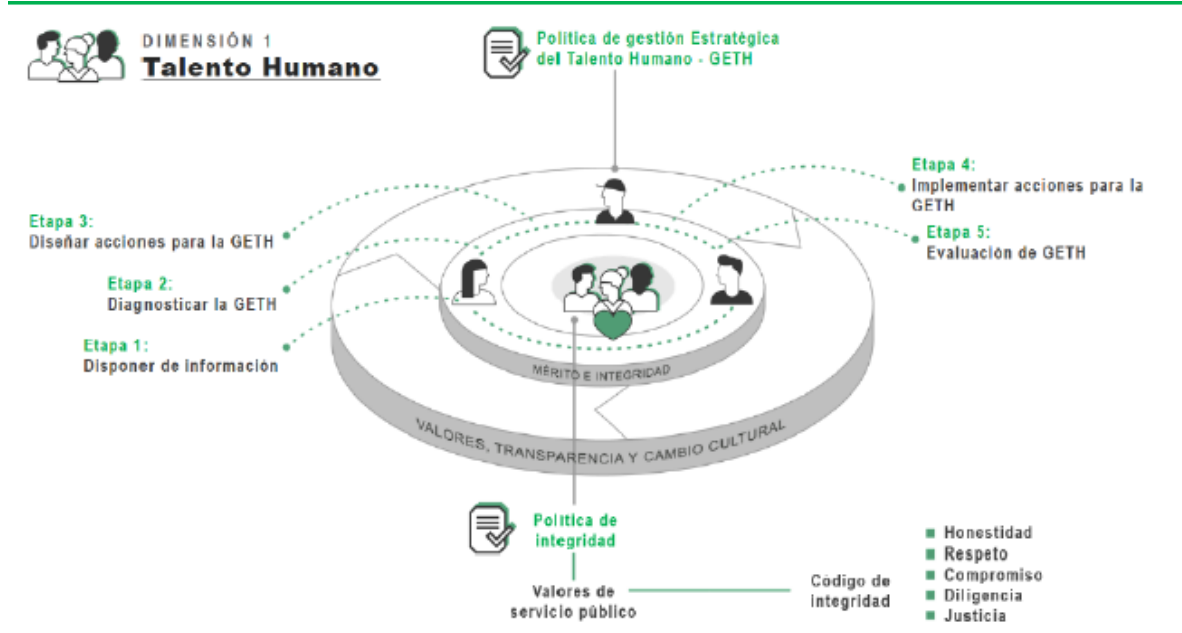 DIMENSIÓN 1
Talento Humano
Política de gestión Estratégica
del Talento Humano - GETH
Etapa 3:
Diseñar acciones para la GETH
Etapa 2:
Diagnosticar la GETH
Etapa 1:
Disponer de información
Etapa 4:
Implementar acciones para la
GETH
Etapa 5:
Evaluación de GETH
MÉRITO E INTEGRIDAD
VALORES, TRANSPARENCIA Y CAMBIO CULTURAL
Política de
integridad
Valores de
servicio público
Código de
integridad
Honestidad
Respeto
Compromiso
Diligencia
Justicia